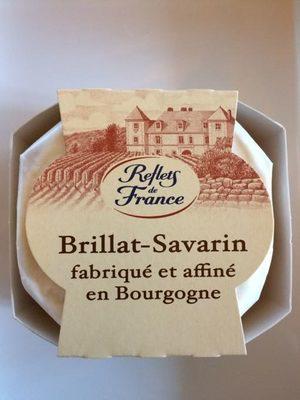 Reflets
de
France
Brillat-Savarin
fabriqué et affiné
en Bourgogne